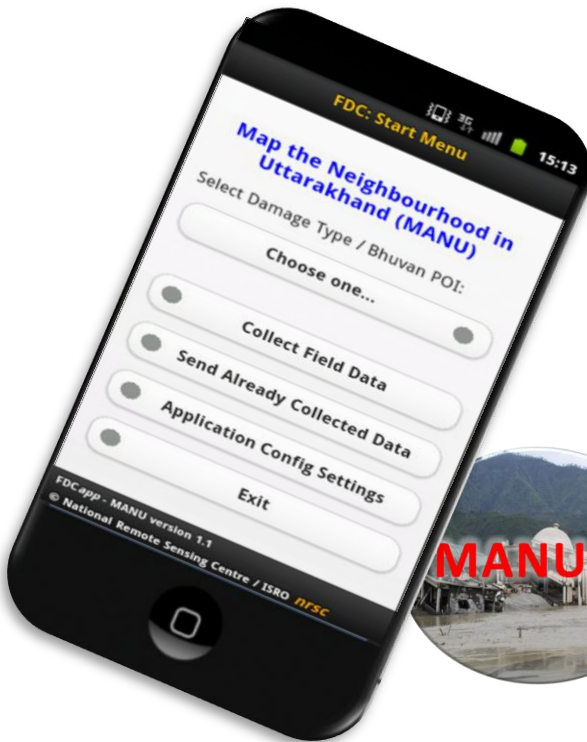 3G
15:13
FDC: Start Menu
Map the Neighbourhood in
Uttarakhand (MANU)
Select Damage Type / Bhuvan POI:
Choose one...
Collect Field Data
Send Already Collected Data
Application Config Settings
Exit
FDCapp - MANU version 1.1
© National Remote Sensing Centre / ISRO nrsc
MANU